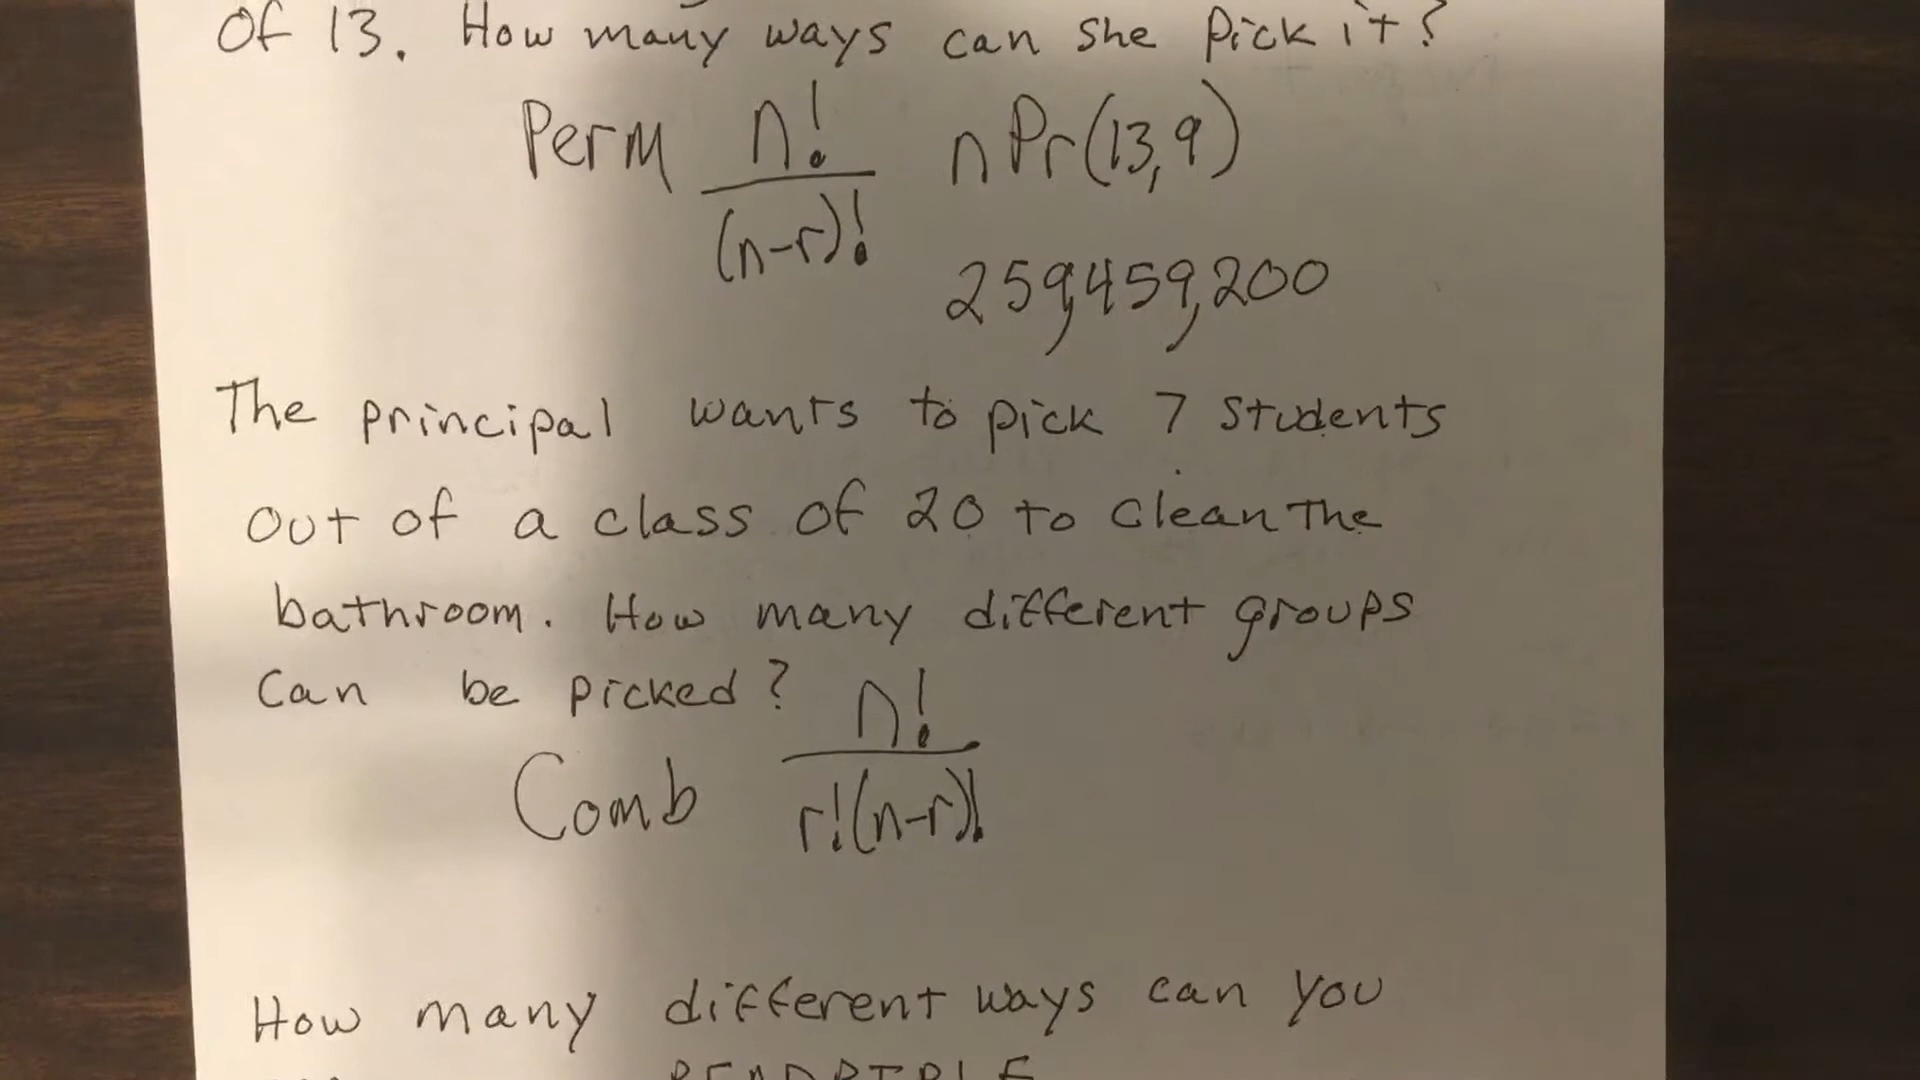 Of 13. How many ways can she pick it?
Perm n! nPr(13,9)
(n-r)!
259,459,200
The principal wants to pick 7 Students
out of a class of 20 to clean the
bathroom. How many different groups
can be picked? n!
Comb r!(n-r)!
How many different ways can you